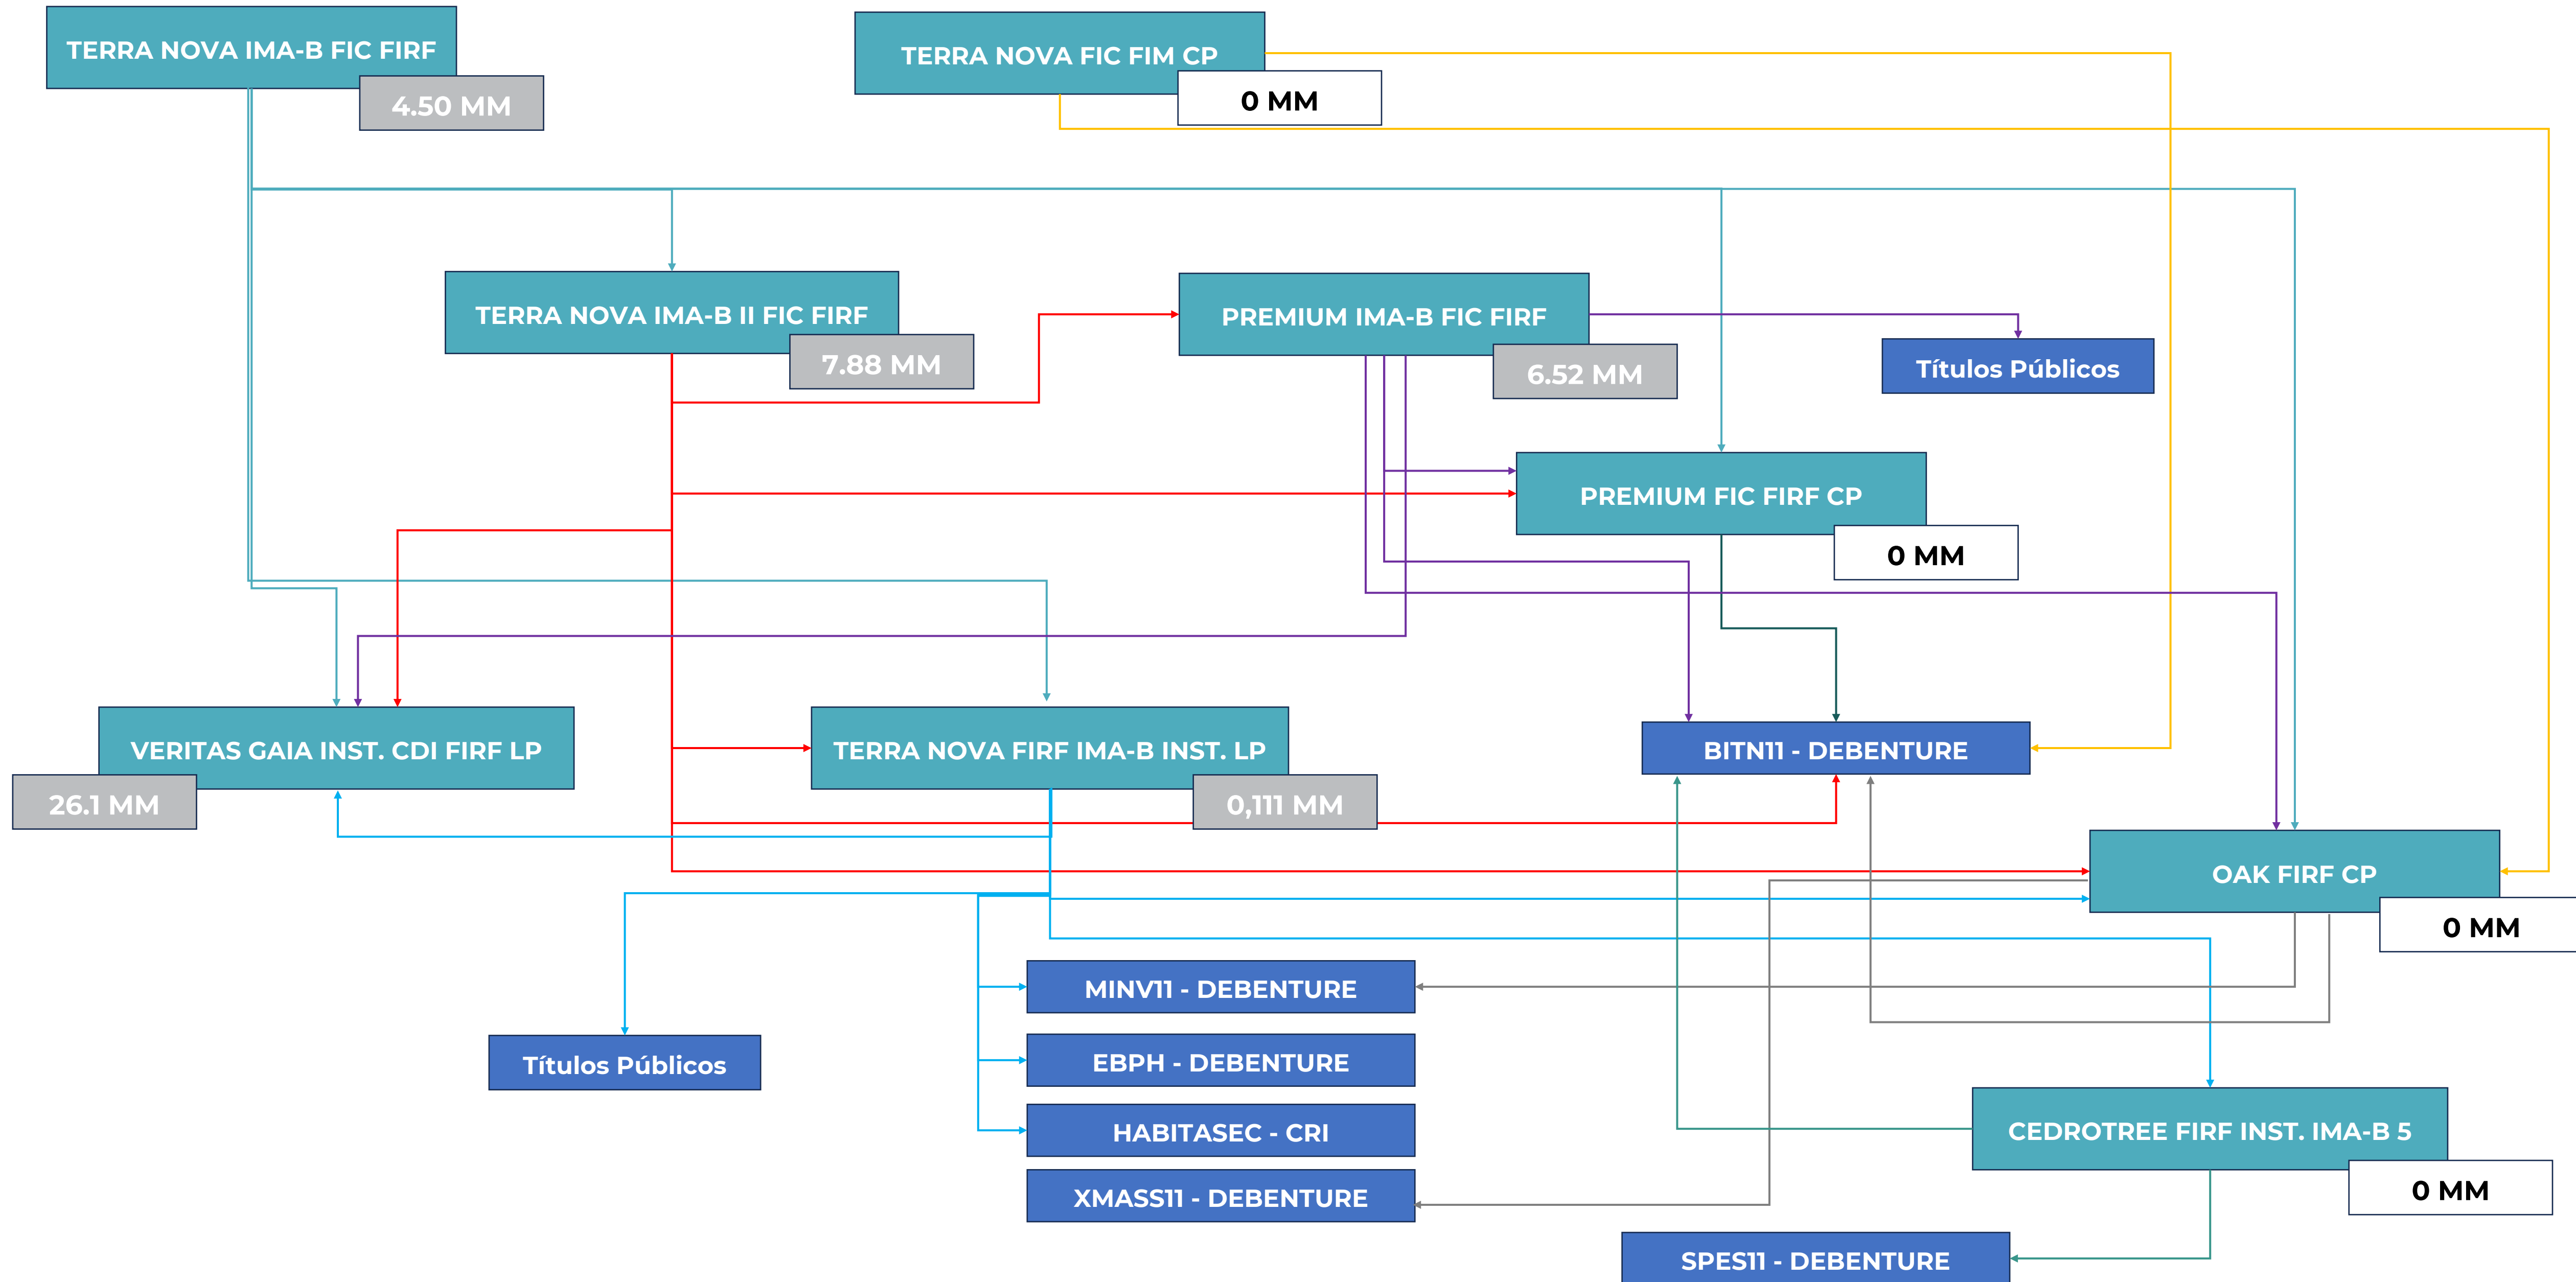 TERRA NOVA IMA-B FIC FIRF
4.50 MM
TERRA NOVA FIC FIM CP
0 MM
TERRA NOVA IMA-B II FIC FIRF
7.88 MM
PREMIUM IMA-B FIC FIRF
6.52 MM
Títulos Públicos
PREMIUM FIC FIRF CP
0 MM
VERITAS GAIA INST. CDI FIRF LP
26.1 MM
TERRA NOVA FIRF IMA-B INST. LP
0,111 MM
BITN11 - DEBENTURE
OAK FIRF CP
0 MM
MINV11 - DEBENTURE
Títulos Públicos
EBPH - DEBENTURE
HABITASEC - CRI
XMASS11 - DEBENTURE
CEDROTREE FIRF INST. IMA-B 5
0 MM
SPES11 - DEBENTURE